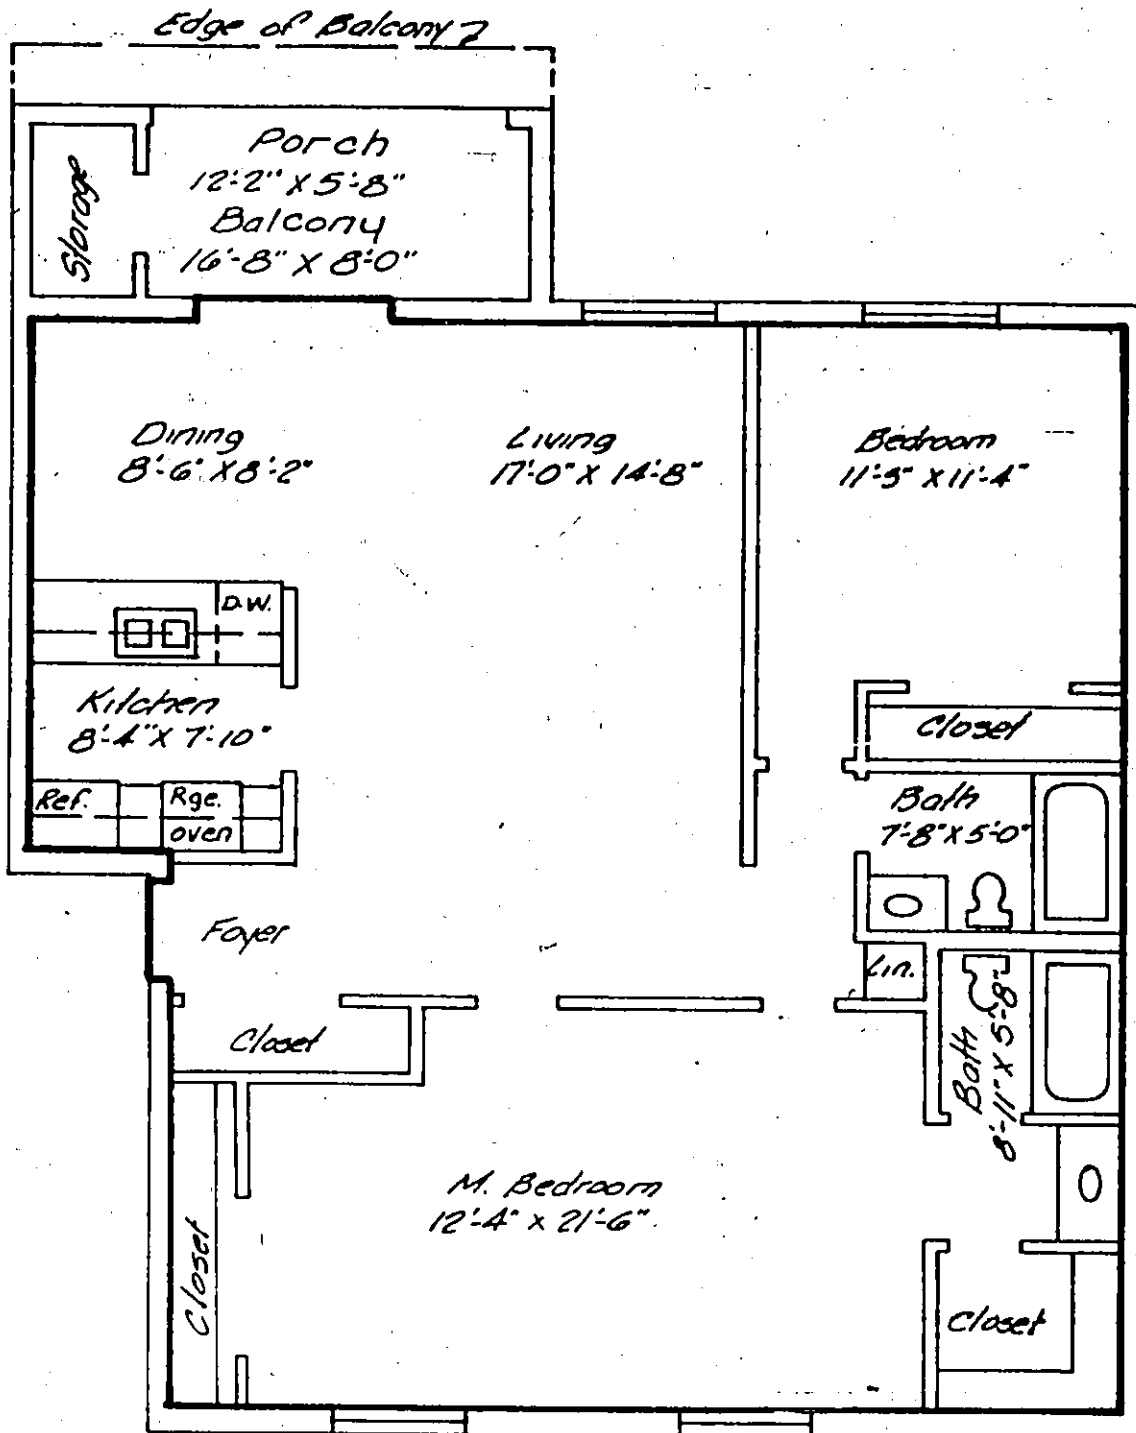 Edge of Balcony
Porch
12'-2" X 5'-8"
Balcony
16'-8" X 8'-0"
Storage
Dining
8'-6" X 8'-2"
Living
17'-0" X 14'-8"
Bedroom
11'-5" X 11'-4"
D.W.
Kitchen
8'-4" X 7'-10"
Ref.
Rge.
oven
Closet
Bath
7'-8" X 5'-0"
Foyer
Lin.
Closet
Bath
8'-11" X 5'-8"
M. Bedroom
12'-4" x 21'-6"
Closet
Closet